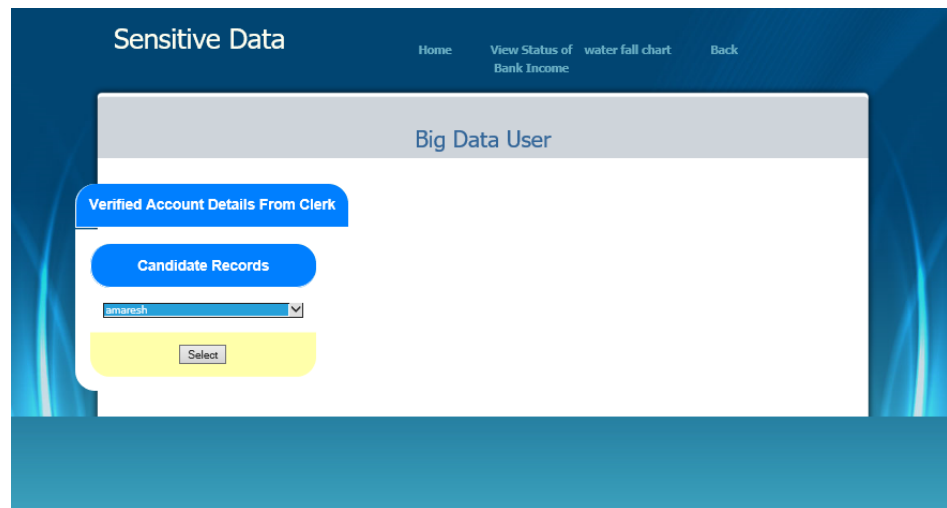 Sensitive Data
Home View Status of water fall chart Back
Bank Income
Big Data User
Verified Account Details From Clerk
Candidate Records
amaresh
Select